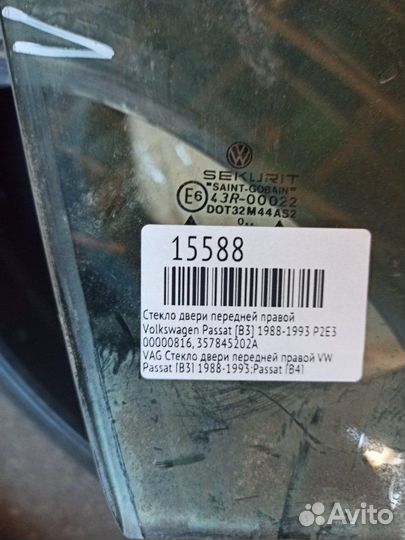 VW
SEKURIT
"SAINT-GOBAIN"
E6 43R-00022
DOT32M44AS2
15588
Стекло двери передней правой
Volkswagen Passat [B3] 1988-1993 P2E3
00000816, 357845202A
VAG Стекло двери передней правой VW
Passat [B3] 1988-1993;Passat [B4]
Avito